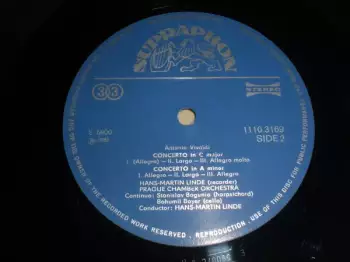 SUPRAPHON
33
STEREO
1110 3169
SIDE 2
Antonio Vivaldi
CONCERTO in C major
I. (Allegro) — II. Largo — III. Allegro molto
CONCERTO in A minor
I. Allegro — II. Largo — III. Allegro
HANS-MARTIN LINDE (recorder)
PRAGUE CHAMBER ORCHESTRA
Continuo: Stanislav Bogunia (harpsichord)
Bohumil Bayer (cello)
Conductor: HANS-MARTIN LINDE
OF THE RECORDED WORK RESERVED · REPRODUCTION - USE OF THIS DISC FOR PUBLIC PERFORMANCE